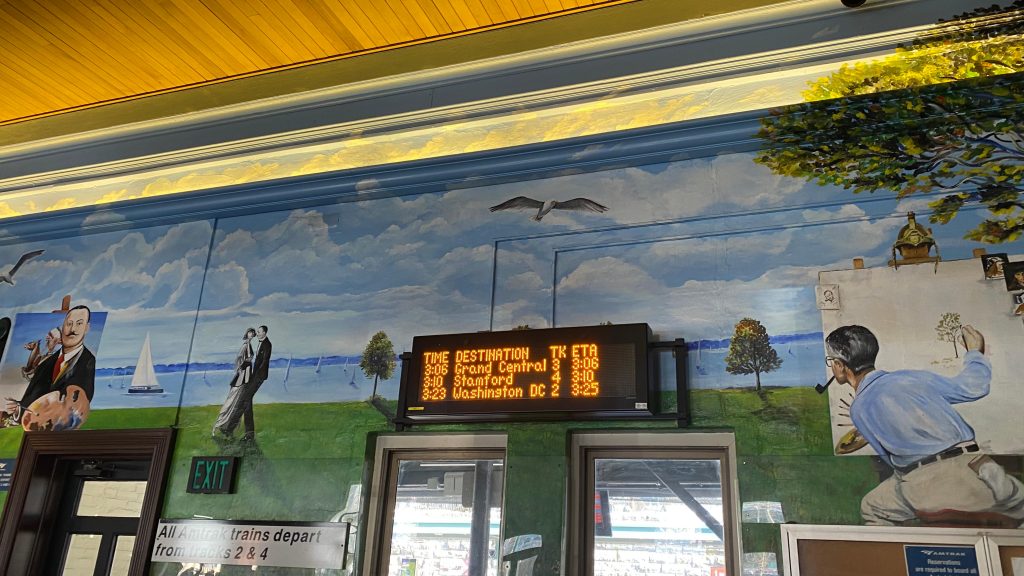 TIME DESTINATION TK ETA
3:06 Grand Central 3 3:06
3:10 Stamford 4 3:10
3:23 Washington DC 2 3:25
EXIT
All Amtrak trains depart
from tracks 2 & 4
AMTRAK
Reservations
are required to board all